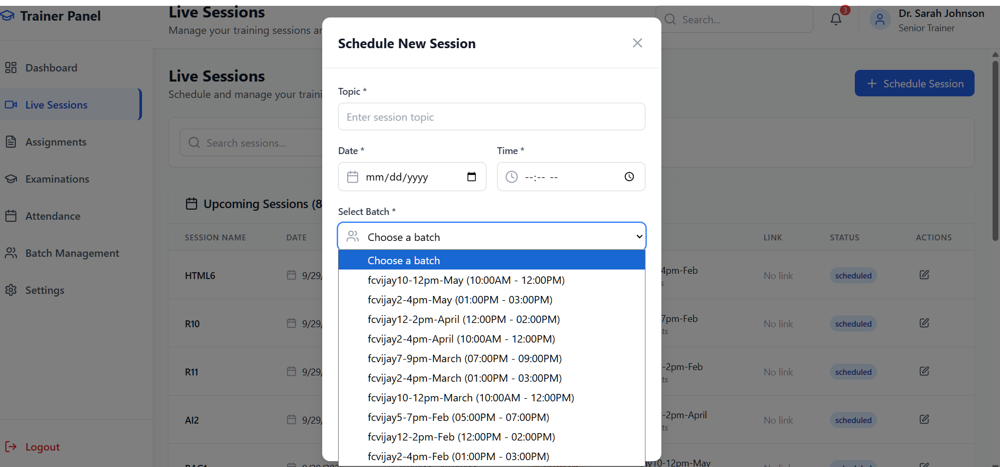 Trainer Panel
Dashboard
Live Sessions
Assignments
Examinations
Attendance
Batch Management
Settings
Logout
Live Sessions
Manage your training sessions
Search...
3
Dr. Sarah Johnson
Senior Trainer
Live Sessions
Schedule and manage your
Schedule Session
Search sessions...
Upcoming Sessions (8
SESSION NAME DATE LINK STATUS ACTIONS
HTML6 9/29/ 4pm-Feb No link scheduled
R10 9/29/ 7pm-Feb No link scheduled
R11 9/29/ -2pm-Feb No link scheduled
AI2 9/29/ -2pm-April No link scheduled
Schedule New Session
Topic *
Enter session topic
Date * Time *
mm/dd/yyyy --:-- --
Select Batch *
Choose a batch
Choose a batch
fcvijay10-12pm-May (10:00AM - 12:00PM)
fcvijay2-4pm-May (01:00PM - 03:00PM)
fcvijay12-2pm-April (12:00PM - 02:00PM)
fcvijay2-4pm-April (10:00AM - 12:00PM)
fcvijay7-9pm-March (07:00PM - 09:00PM)
fcvijay2-4pm-March (01:00PM - 03:00PM)
fcvijay10-12pm-March (10:00AM - 12:00PM)
fcvijay5-7pm-Feb (05:00PM - 07:00PM)
fcvijay12-2pm-Feb (12:00PM - 02:00PM)
fcvijay2-4pm-Feb (01:00PM - 03:00PM)